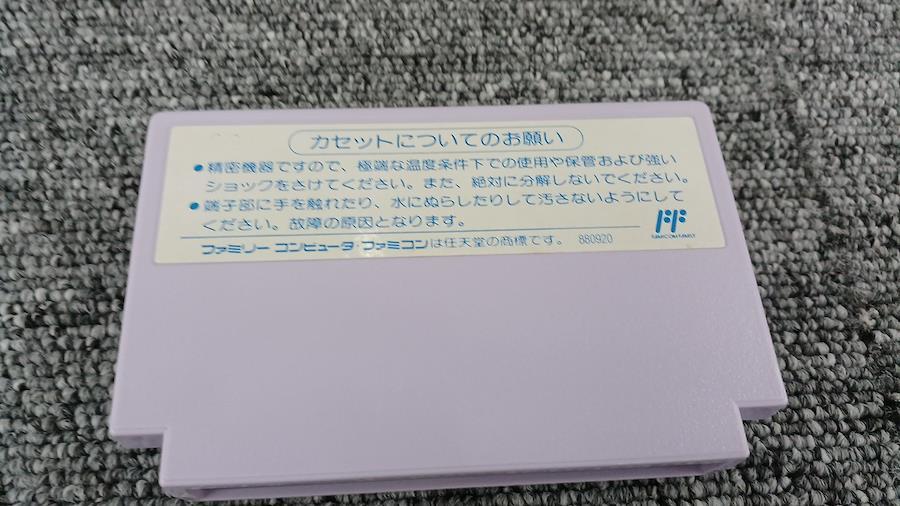 カセットについてのお願い
●精密機器ですので、極端な温度条件下での使用や保管および強い
ショックをさけてください。また、絶対に分解しないでください。
●端子部に手を触れたり、水にぬらしたりして汚さないようにして
ください。故障の原因となります。
ファミリーコンピュータ・ファミコンは任天堂の商標です。 880920